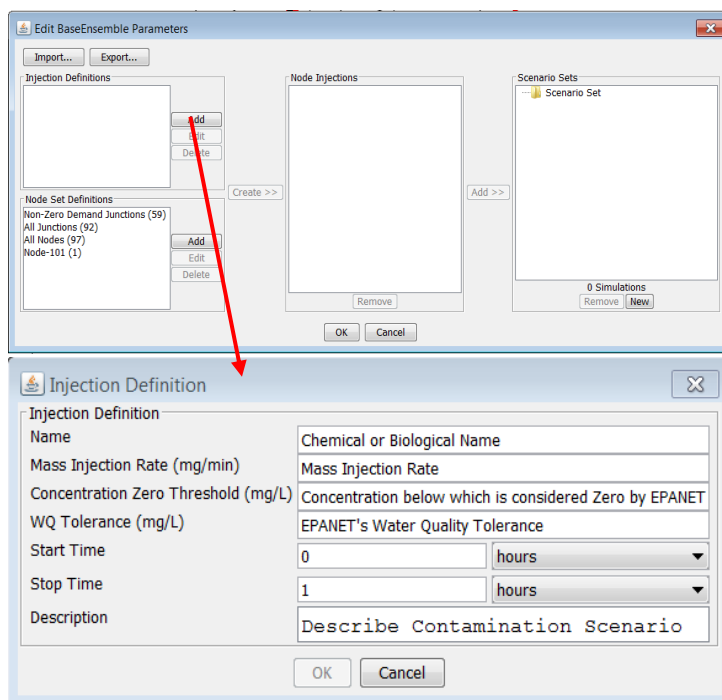 Edit BaseEnsemble Parameters
Import... Export...
Injection Definitions
Add
Edit
Delete
Node Set Definitions
Non-Zero Demand Junctions (59)
All Junctions (92)
All Nodes (97)
Node-101 (1)
Add
Edit
Delete
Create >>
Node Injections
Remove
Add >>
Scenario Sets
Scenario Set
0 Simulations
Remove New
OK Cancel
Injection Definition
Injection Definition
Name Chemical or Biological Name
Mass Injection Rate (mg/min) Mass Injection Rate
Concentration Zero Threshold (mg/L) Concentration below which is considered Zero by EPANET
WQ Tolerance (mg/L) EPANET's Water Quality Tolerance
Start Time 0 hours
Stop Time 1 hours
Description Describe Contamination Scenario
OK Cancel